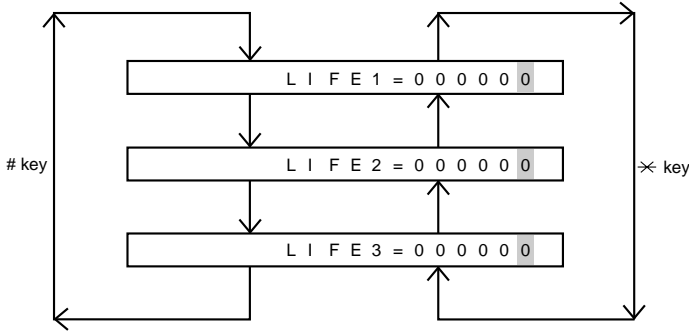 L I F E 1 = 0 0 0 0 0 0
# key
L I F E 2 = 0 0 0 0 0 0
* key
L I F E 3 = 0 0 0 0 0 0